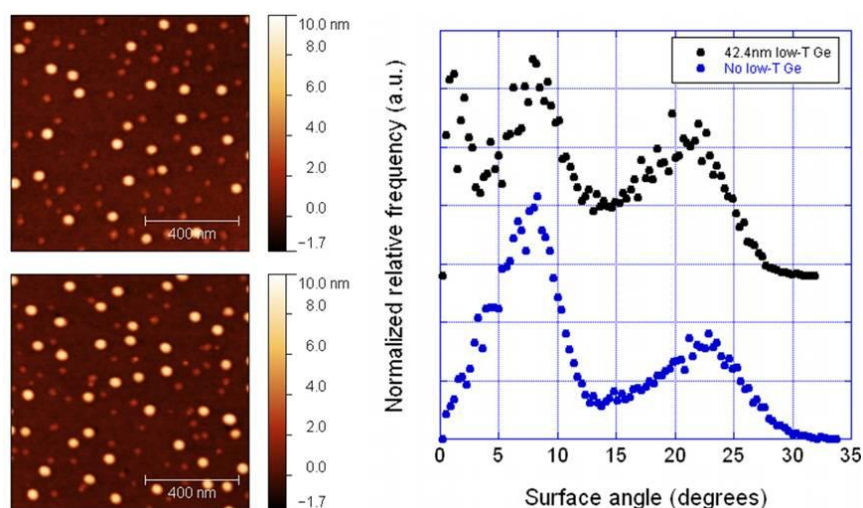 10.0 nm
8.0
6.0
4.0
2.0
0.0
−1.7
400 nm
10.0 nm
8.0
6.0
4.0
2.0
0.0
−1.7
400 nm
Normalized relative frequency (a.u.)
42.4nm low-T Ge
No low-T Ge
0 5 10 15 20 25 30 35
Surface angle (degrees)